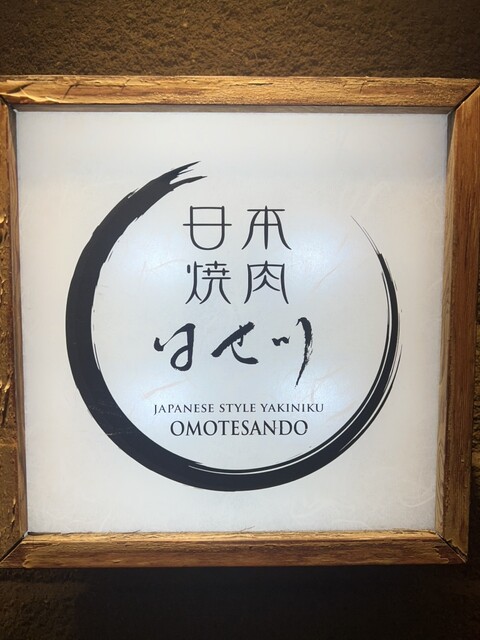 日本
焼肉
はせ川
JAPANESE STYLE YAKINIKU
OMOTESANDO